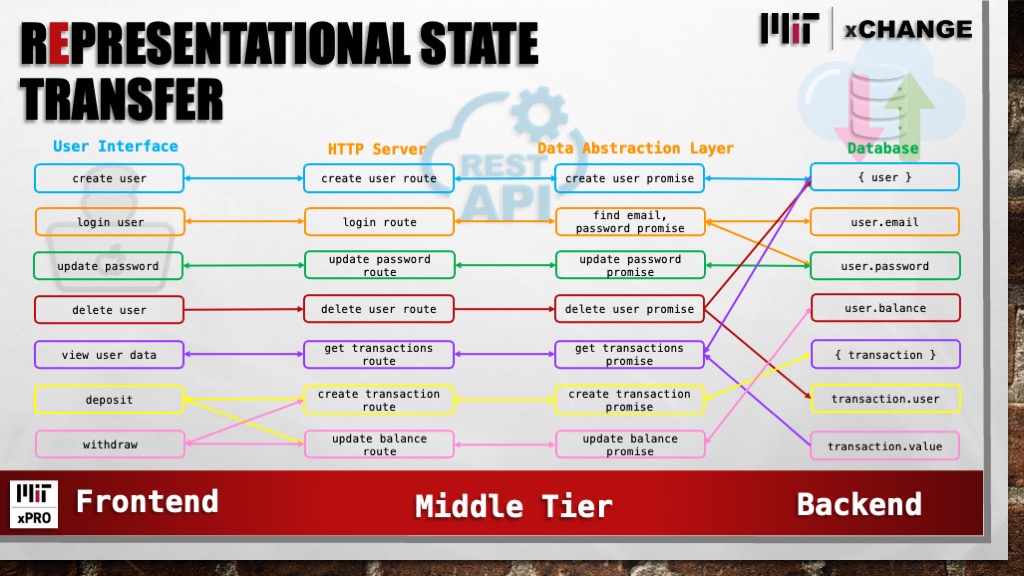 REPRESENTATIONAL STATE
TRANSFER
MIT xCHANGE
REST
API
User Interface
HTTP Server
Data Abstraction Layer
Database
create user
create user route
create user promise
{ user }
login user
login route
find email,
password promise
user.email
update password
update password
route
update password
promise
user.password
delete user
delete user route
delete user promise
user.balance
view user data
get transactions
route
get transactions
promise
{ transaction }
deposit
create transaction
route
create transaction
promise
transaction.user
withdraw
update balance
route
update balance
promise
transaction.value
MIT
xPRO
Frontend
Middle Tier
Backend